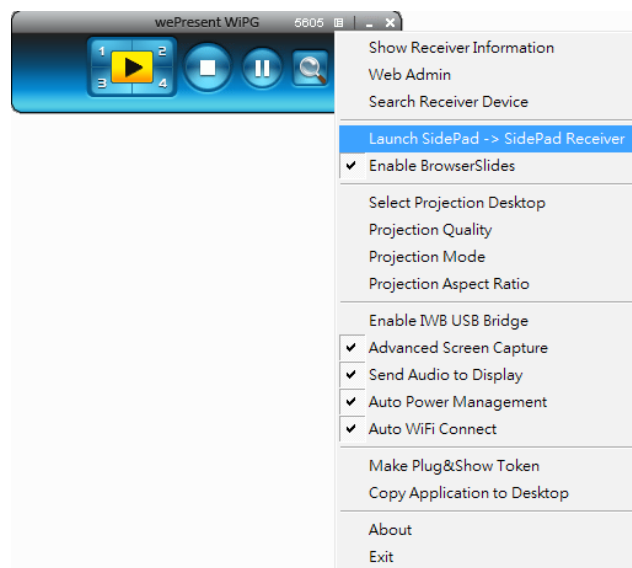 wePresent WiPG 5605
1 2
3 4
Show Receiver Information
Web Admin
Search Receiver Device
Launch SidePad -> SidePad Receiver
Enable BrowserSlides
Select Projection Desktop
Projection Quality
Projection Mode
Projection Aspect Ratio
Enable IWB USB Bridge
Advanced Screen Capture
Send Audio to Display
Auto Power Management
Auto WiFi Connect
Make Plug&Show Token
Copy Application to Desktop
About
Exit